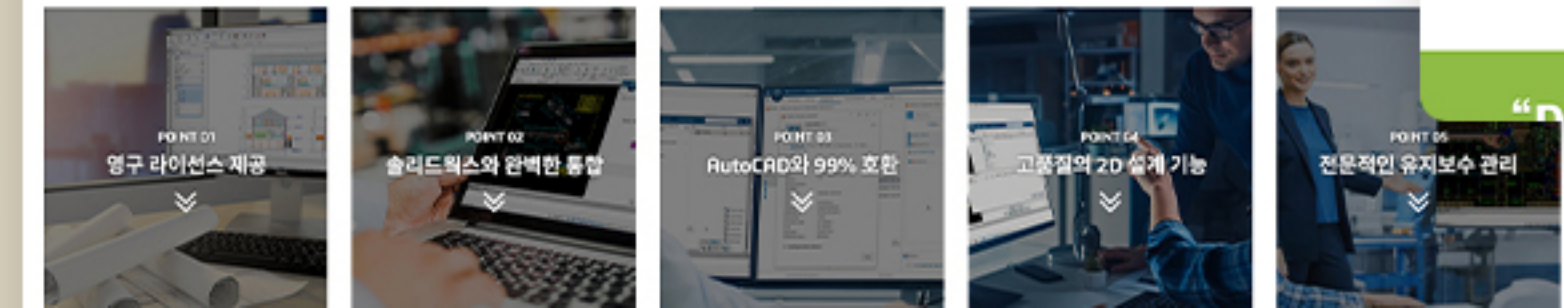 POINT 01
영구 라이선스 제공
POINT 02
솔리드웍스와 완벽한 통합
POINT 03
AutoCAD와 99% 호환
POINT 04
고품질의 2D 설계 기능
POINT 05
전문적인 유지보수 관리